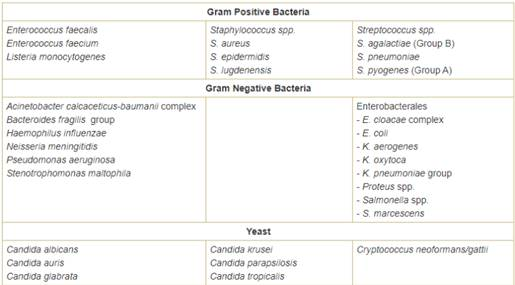 Gram Positive Bacteria
Enterococcus faecalis
Enterococcus faecium
Listeria monocytogenes
Staphylococcus spp.
S. aureus
S. epidermidis
S. lugdenensis
Streptococcus spp.
S. agalactiae (Group B)
S. pneumoniae
S. pyogenes (Group A)
Gram Negative Bacteria
Acinetobacter calcaceticus-baumanii complex
Bacteroides fragilis group
Haemophilus influenzae
Neisseria meningitidis
Pseudomonas aeruginosa
Stenotrophomonas maltophila
Enterobacterales
- E. cloacae complex
- E. coli
- K. aerogenes
- K. oxytoca
- K. pneumoniae group
- Proteus spp.
- Salmonella spp.
- S. marcescens
Yeast
Candida albicans
Candida auris
Candida glabrata
Candida krusei
Candida parapsilosis
Candida tropicalis
Cryptococcus neoformans/gattii